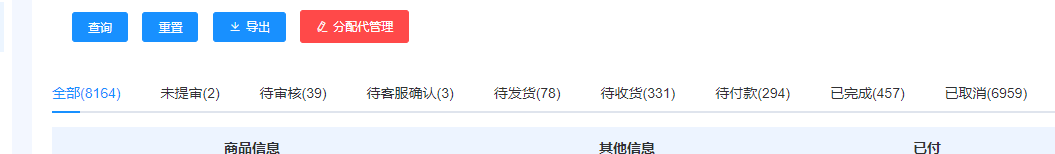 查询 重置 导出 分配代管理
全部(8164) 未提审(2) 待审核(39) 待客服确认(3) 待发货(78) 待收货(331) 待付款(294) 已完成(457) 已取消(6959)
商品信息 其他信息 已付